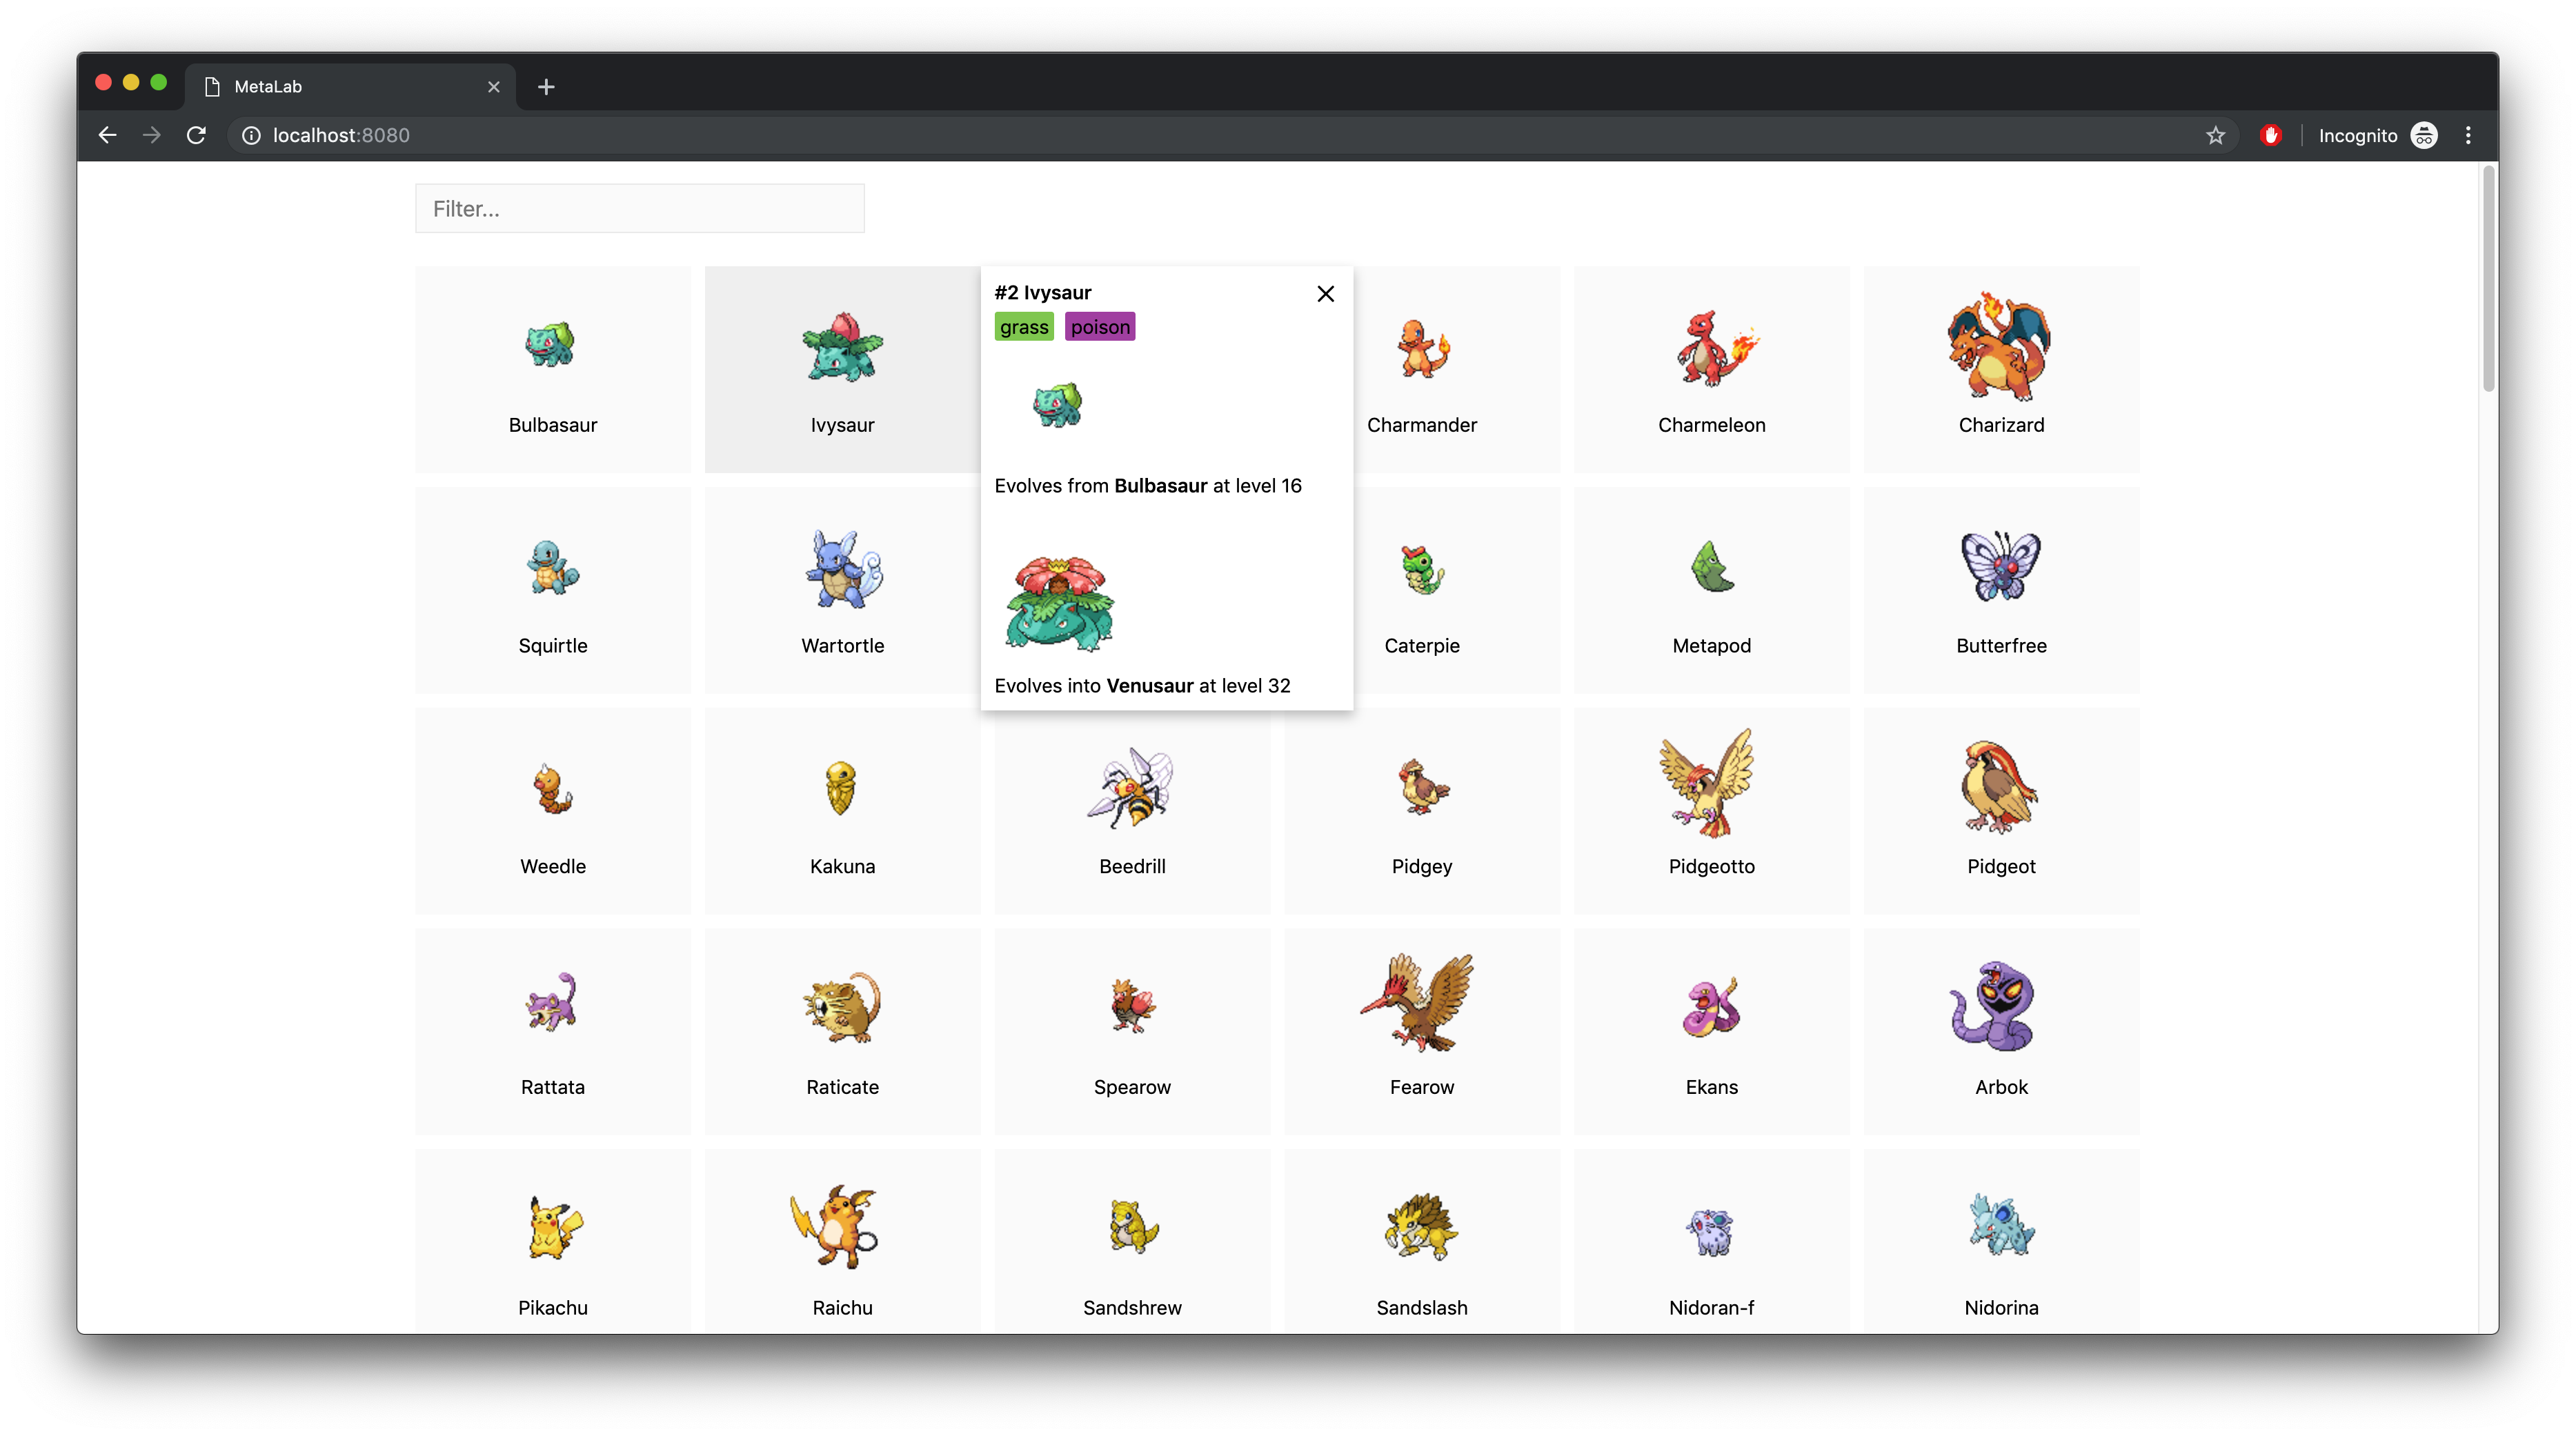 MetaLab
localhost:8080
Incognito
Filter...
#2 Ivysaur
grass poison
Evolves from Bulbasaur at level 16
Evolves into Venusaur at level 32
Bulbasaur
Ivysaur
Charmander
Charmeleon
Charizard
Squirtle
Wartortle
Caterpie
Metapod
Butterfree
Weedle
Kakuna
Beedrill
Pidgey
Pidgeotto
Pidgeot
Rattata
Raticate
Spearow
Fearow
Ekans
Arbok
Pikachu
Raichu
Sandshrew
Sandslash
Nidoran-f
Nidorina